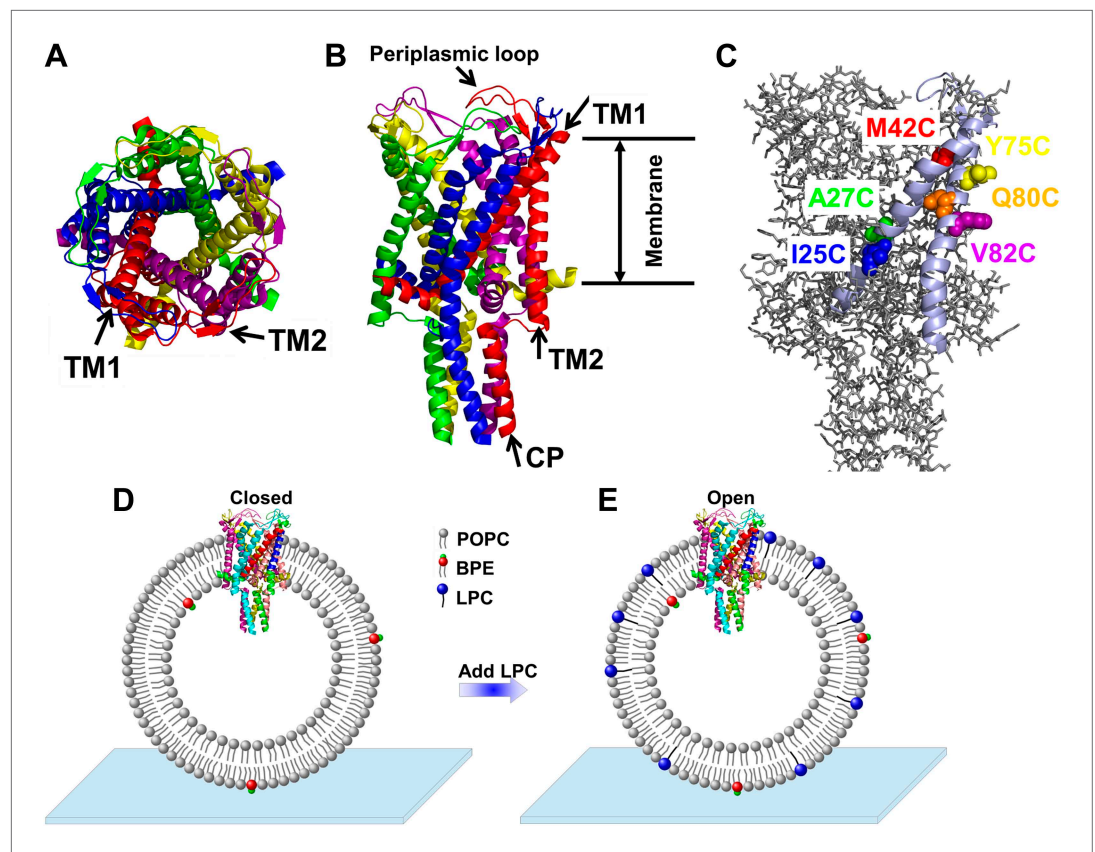 A
B
C
Periplasmic loop
TM1
Membrane
TM1
TM2
TM2
CP
M42C
Y75C
A27C
Q80C
I25C
V82C
D
Closed
POPC
BPE
LPC
Add LPC
E
Open